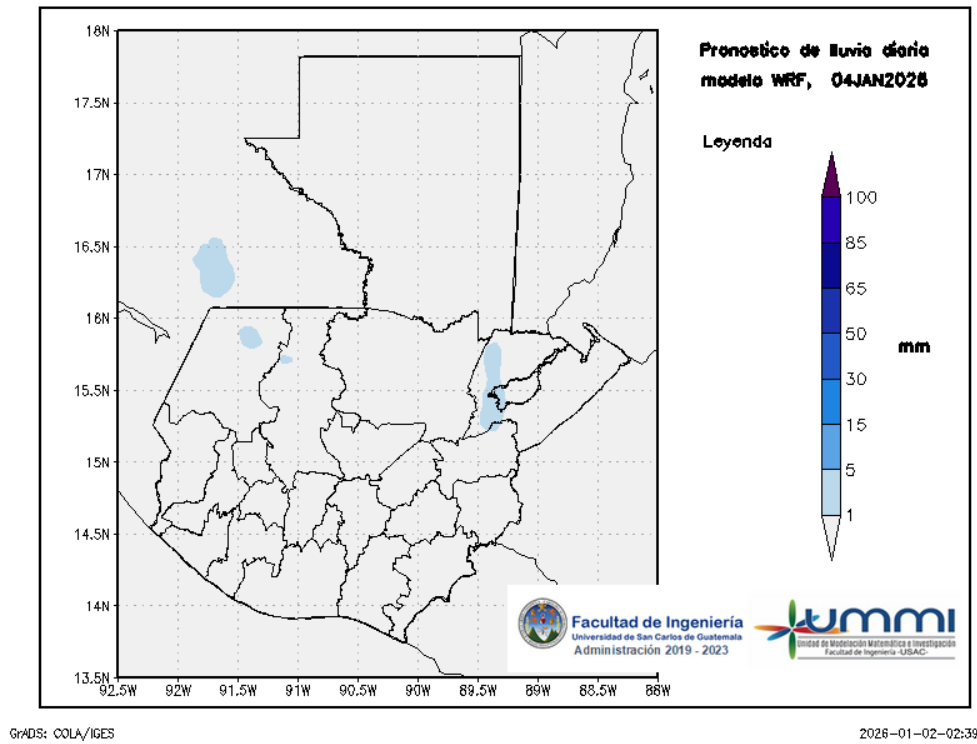 Pronostico de lluvia diaria
modelo WRF, 04JAN2026
Leyenda
100
85
65
50
30
15
5
1
mm
18N
17.5N
17N
16.5N
16N
15.5N
15N
14.5N
14N
13.5N
92.5W
92W
91.5W
91W
90.5W
90W
89.5W
89W
88.5W
88W
Facultad de Ingeniería
Universidad de San Carlos de Guatemala
Administración 2019 - 2023
ummi
Unidad de Modelación Matemática e Investigación
Facultad de Ingeniería -USAC-
GrADS: COLA/IGES
2026-01-02-02:39